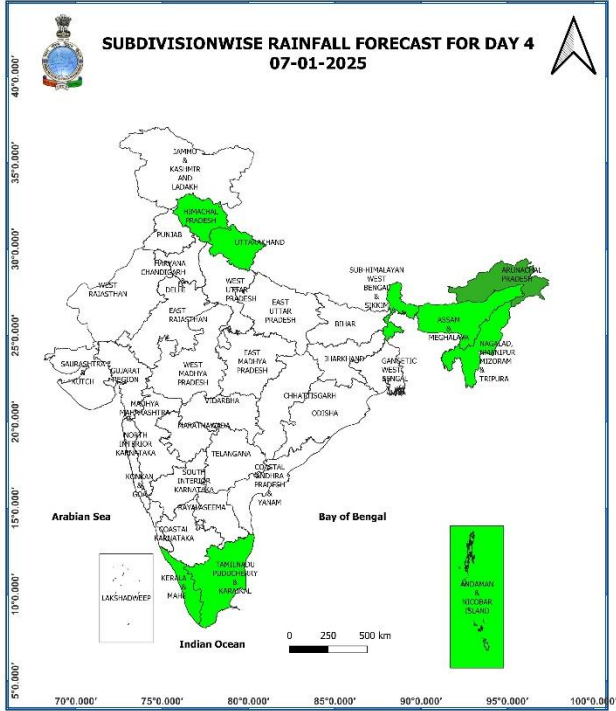 SUBDIVISIONWISE RAINFALL FORECAST FOR DAY 4
07-01-2025
40°0.000'
35°0.000'
30°0.000'
25°0.000'
20°0.000'
15°0.000'
10°0.000'
5°0.000'
JAMMO
&
KASHMIR
AND
LADAKH
HIMACHAL
PRADESH
PUNJAB
UTTARAKHAND
HARYANA
CHANDIGARH
&
DELHI
WEST
RAJASTHAN
WEST
UTTAR
PRADESH
EAST
RAJASTHAN
EAST
UTTAR
PRADESH
SUB-HIMALAYAN
WEST
BENGAL
&
SIKKIM
ARUNACHAL
PRADESH
ASSAM
&
MEGHALAYA
NAGALAD,
MIZORAM
&
TRIPURA
BIHAR
JHARKHAND
GANGETIC
WEST
BENGAL
SAURASHTRA
&
KUTCH
GUJARAT
REGION
WEST
MADHYA
PRADESH
EAST
MADHYA
PRADESH
CHHATTISGARH
ODISHA
VIDARBHA
MADHYA
MAHARASHTRA
MARATHAWADA
NORTH
INTERIOR
KARNATAKA
TELANGANA
KONKAN
&
GOA
SOUTH
INTERIOR
KARNATAKA
COASTAL
ANDHRA
PRADESH
&
YANAM
RAYALASEEMA
COASTAL
KARNATAKA
Arabian Sea
Bay of Bengal
LAKSHADWEEP
KERALA
&
MAHE
TAMILNADU
PUDUCHERRY
&
KARAIKAL
ANDAMAN
&
NICOBAR
ISLAND
Indian Ocean
0 250 500 km
70°0.000' 75°0.000' 80°0.000' 85°0.000' 90°0.000' 95°0.000' 100°0.000'